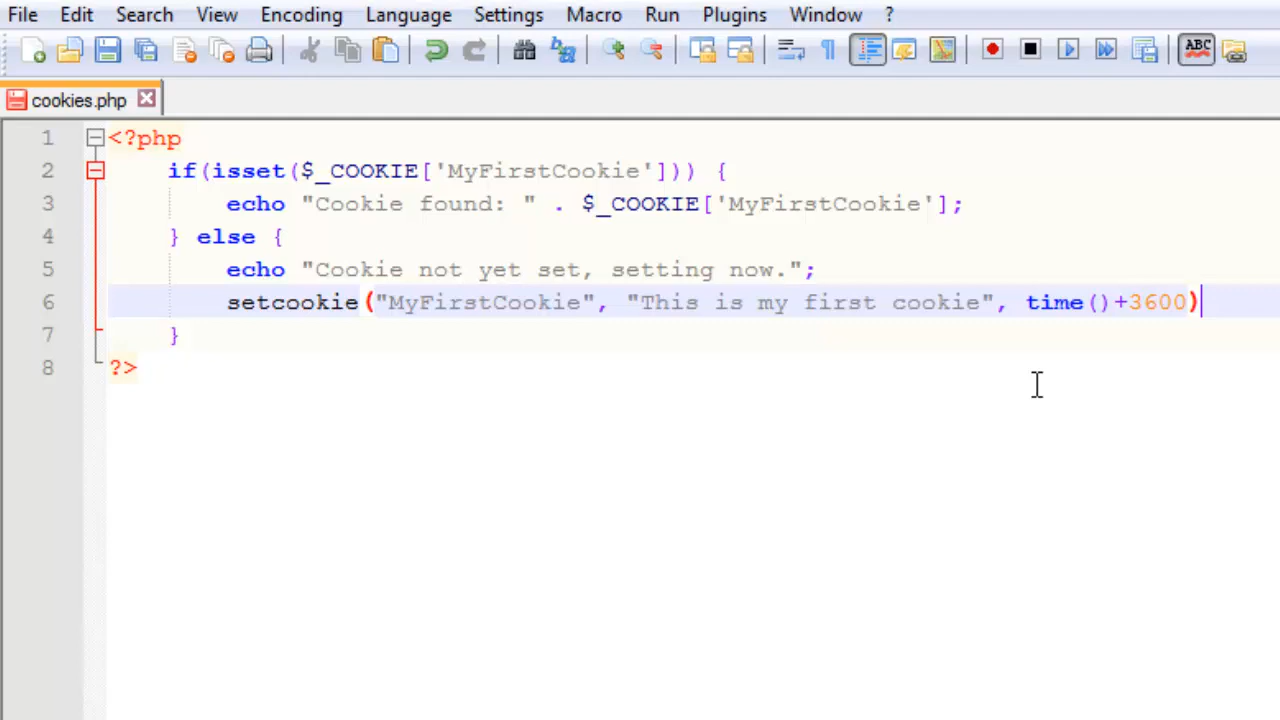 File Edit Search View Encoding Language Settings Macro Run Plugins Window ?
ABC
cookies.php
1 <?php
2 if(isset($_COOKIE['MyFirstCookie'])) {
3 echo "Cookie found: " . $_COOKIE['MyFirstCookie'];
4 } else {
5 echo "Cookie not yet set, setting now.";
6 setcookie("MyFirstCookie", "This is my first cookie", time()+3600)
7 }
8 ?>